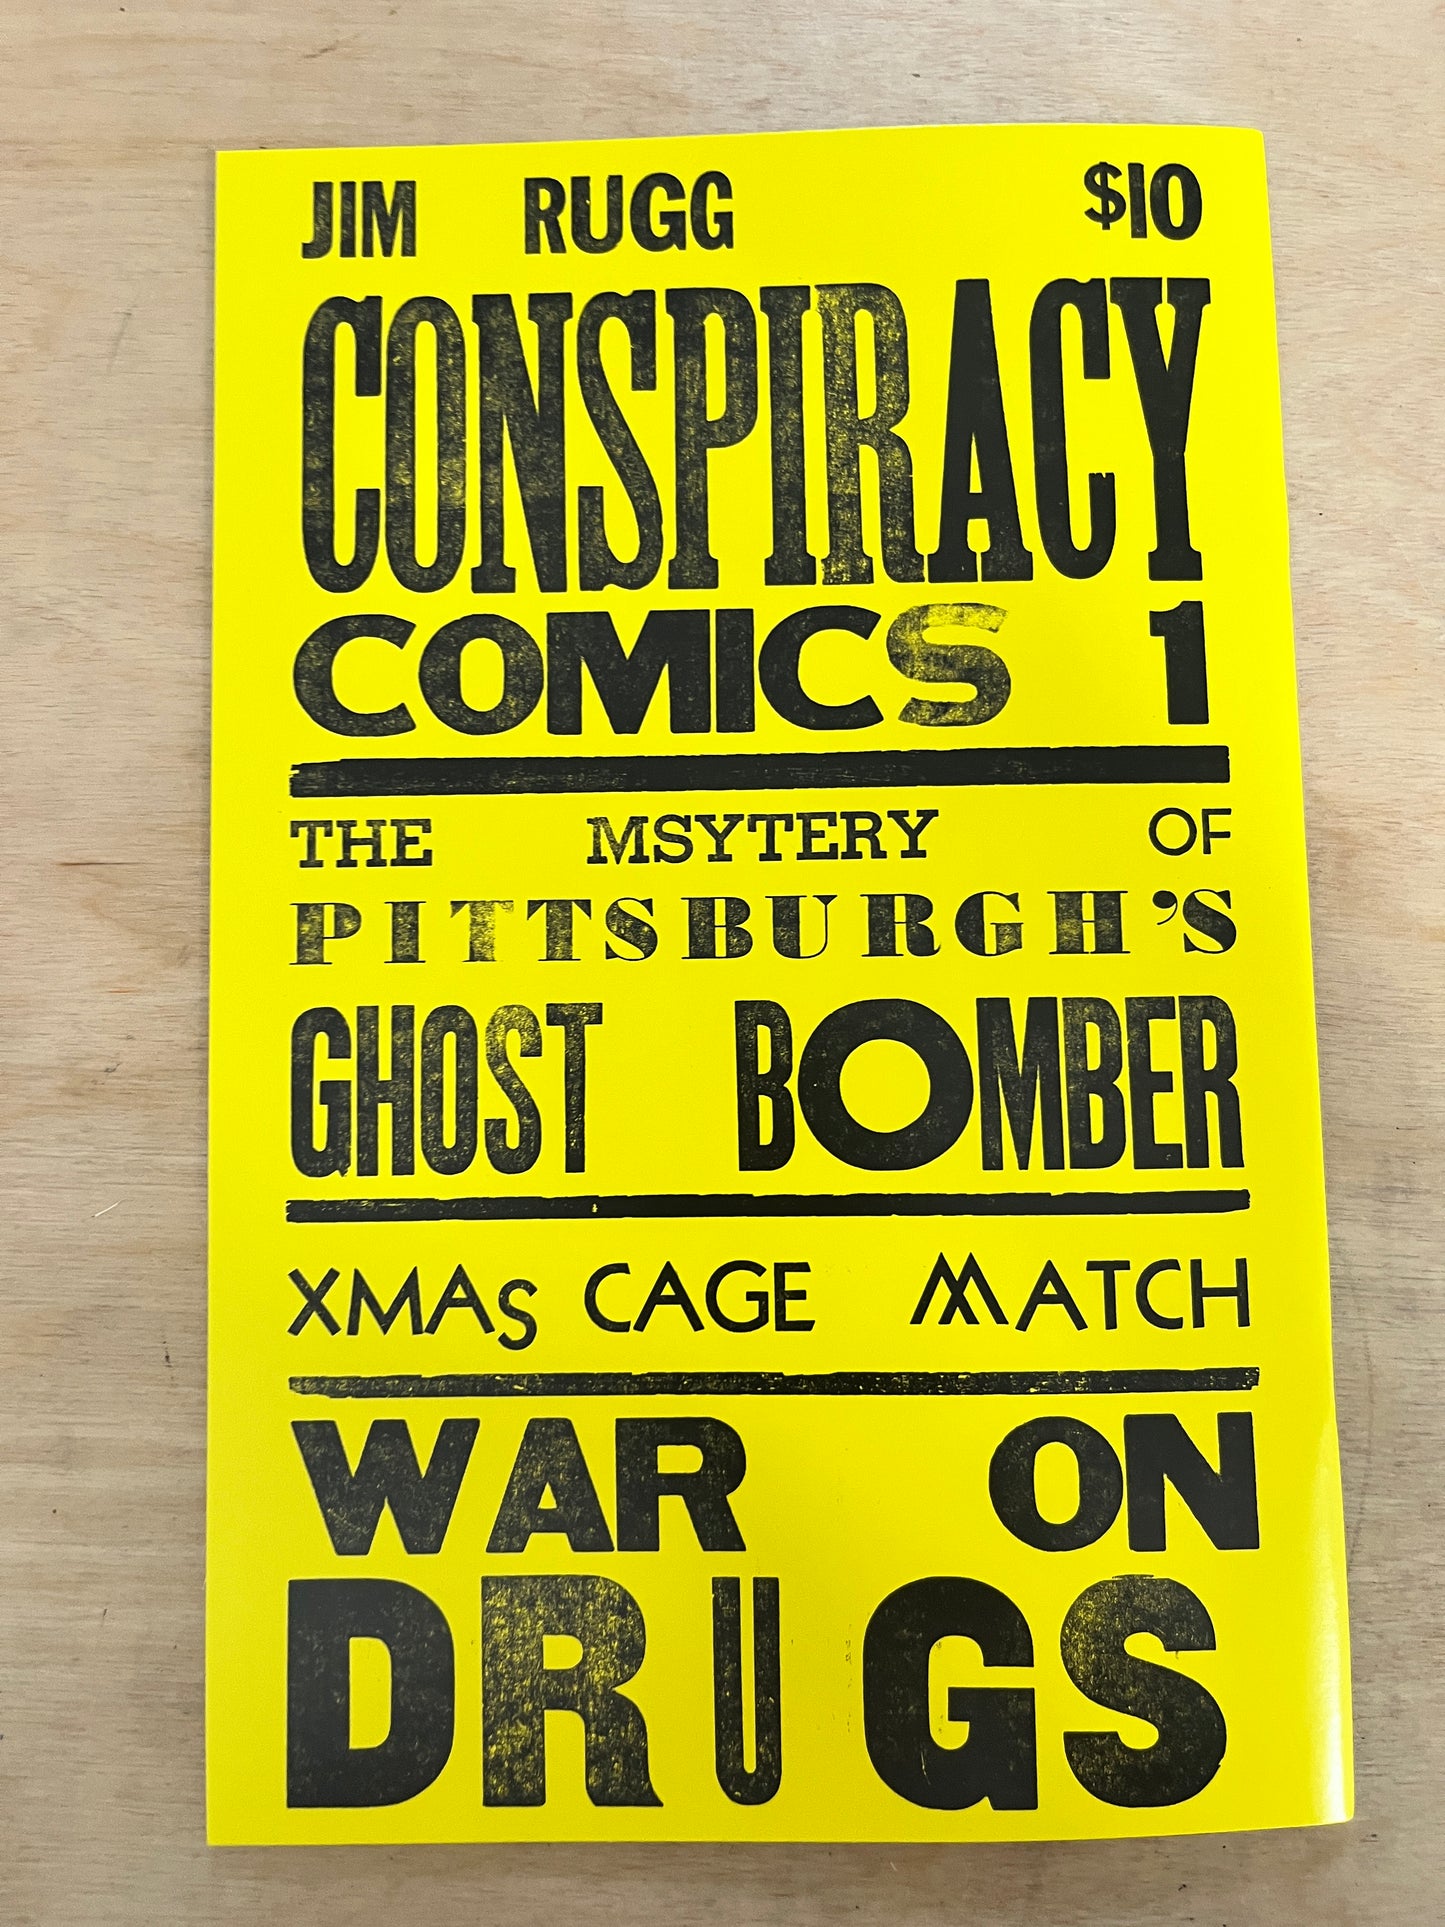 JIM RUGG $10
CONSPIRACY
COMICS 1
THE MSYTERY OF
PITTSBURGH'S
GHOST BOMBER
XMAS CAGE MATCH
WAR ON
DRUGS